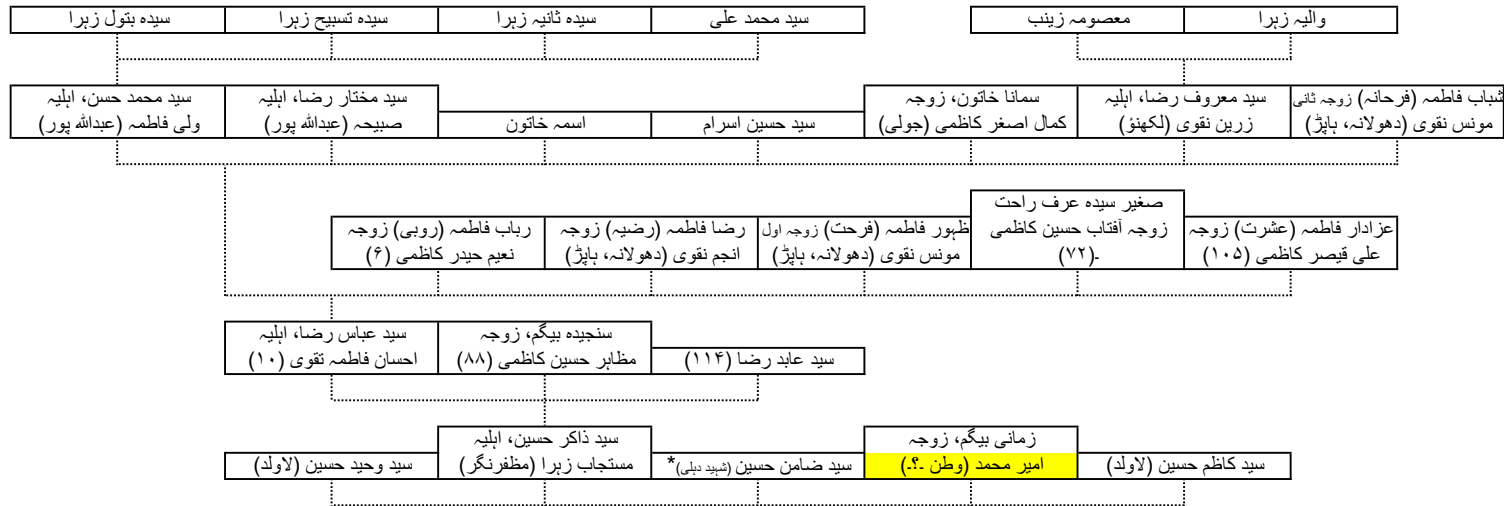 والیہ زہرا
معصومہ زینب
سید محمد علی
سیدہ ثانیہ زہرا
سیدہ تسبیح زہرا
سیدہ بتول زہرا
شباب فاطمہ (فرحانہ) زوجہ ثانی
مونس نقوی (دھولانہ، ہاپڑ)
سید معروف رضا، اہلیہ
زرین نقوی (لکھنؤ)
سمانا خاتون، زوجہ
کمال اصغر کاظمی (جولی)
سید حسین اسرام
اسمہ خاتون
سید مختار رضا، اہلیہ
صبیحہ (عبداللہ پور)
سید محمد حسن، اہلیہ
ولی فاطمہ (عبداللہ پور)
عزادار فاطمہ (عشرت) زوجہ
علی قیصر کاظمی (۱۰۵)
صغیر سیدہ عرف راحت
زوجہ آفتاب حسین کاظمی
۔(۷۲)
ظہور فاطمہ (فرحت) زوجہ اول
مونس نقوی (دھولانہ، ہاپڑ)
رضا فاطمہ (رضیہ) زوجہ
انجم نقوی (دھولانہ، ہاپڑ)
رباب فاطمہ (روبی) زوجہ
نعیم حیدر کاظمی (۶)
سید عابد رضا (۱۱۴)
سنجیدہ بیگم، زوجہ
مظاہر حسین کاظمی (۸۸)
سید عباس رضا، اہلیہ
احسان فاطمہ تقوی (۱۰)
سید کاظم حسین (لاولد)
زمانی بیگم، زوجہ
امیر محمد (وطن ۔؟۔)
سید ضامن حسین (شہید دہلی)*
سید ذاکر حسین، اہلیہ
مستجاب زہرا (مظفرنگر)
سید وحید حسین (لاولد)